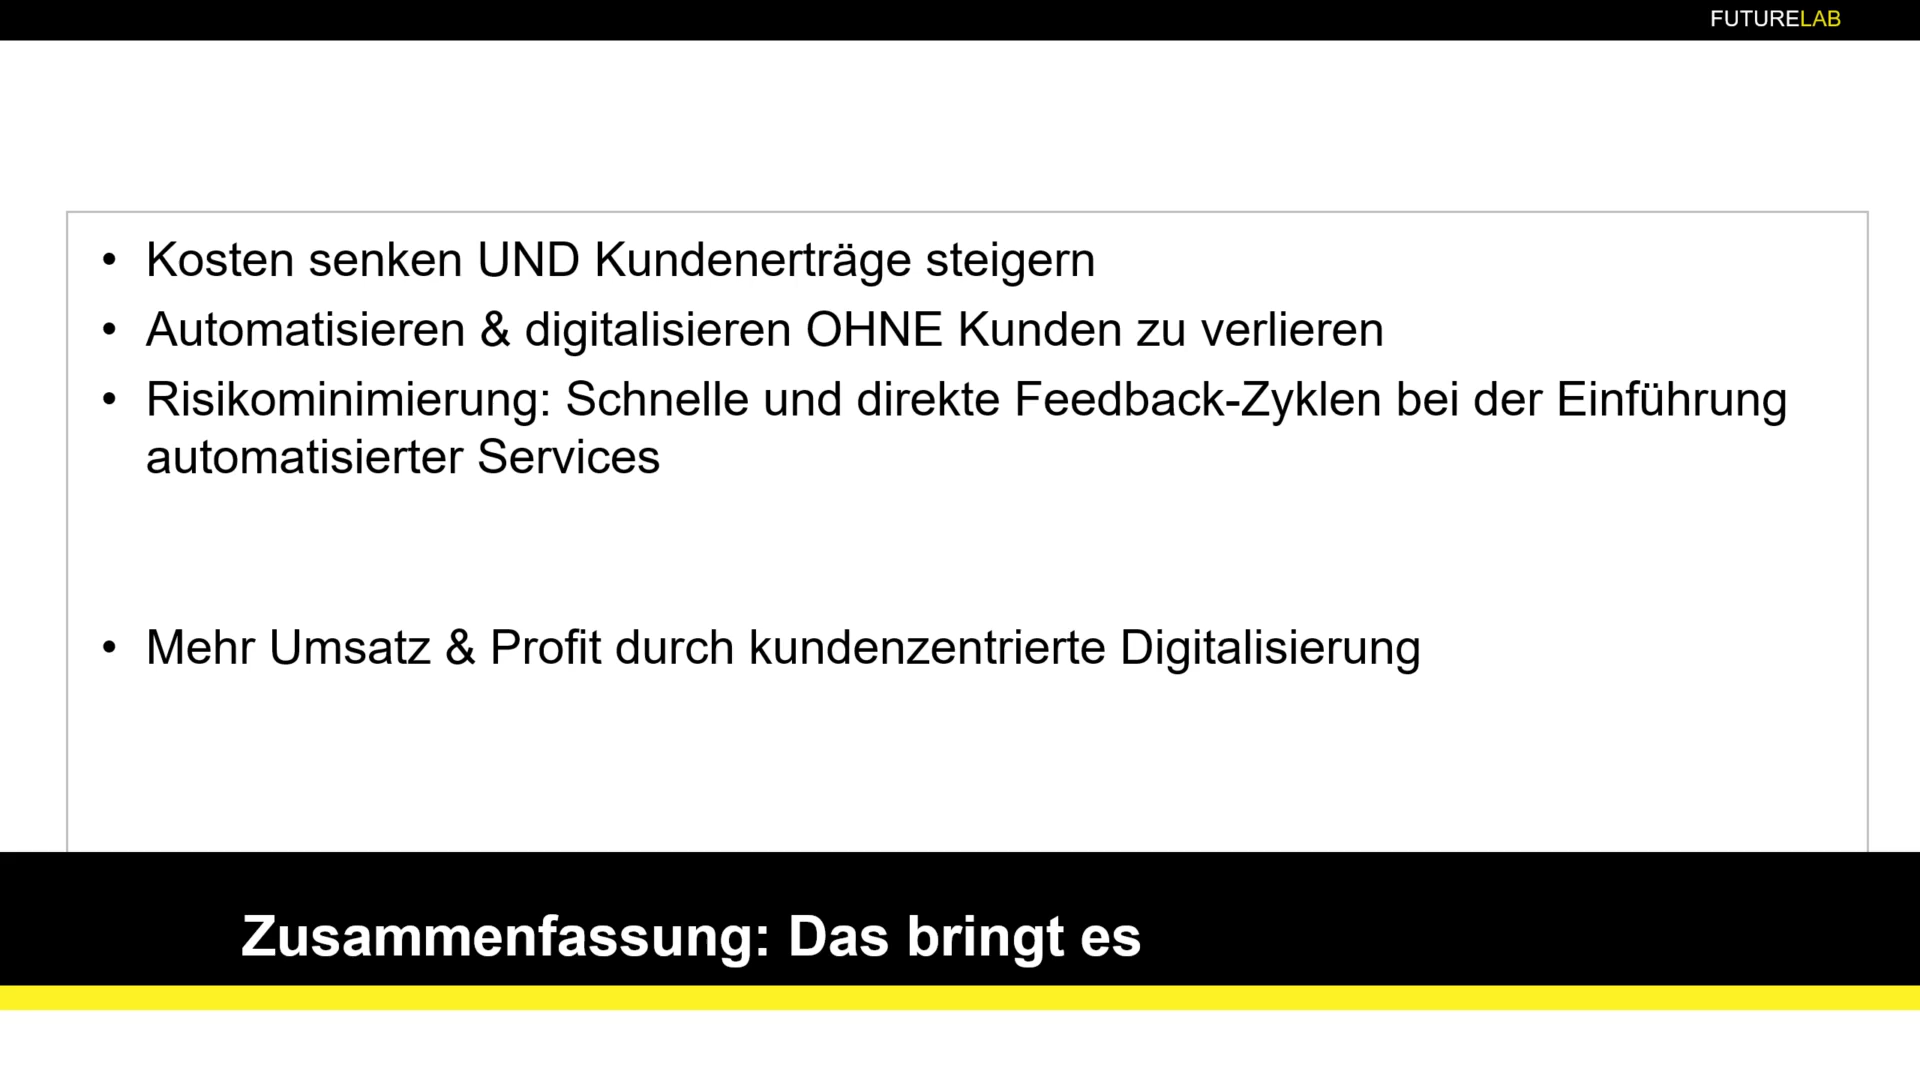 FUTURELAB
• Kosten senken UND Kundenerträge steigern
• Automatisieren & digitalisieren OHNE Kunden zu verlieren
• Risikominimierung: Schnelle und direkte Feedback-Zyklen bei der Einführung
automatisierter Services
• Mehr Umsatz & Profit durch kundenzentrierte Digitalisierung
Zusammenfassung: Das bringt es